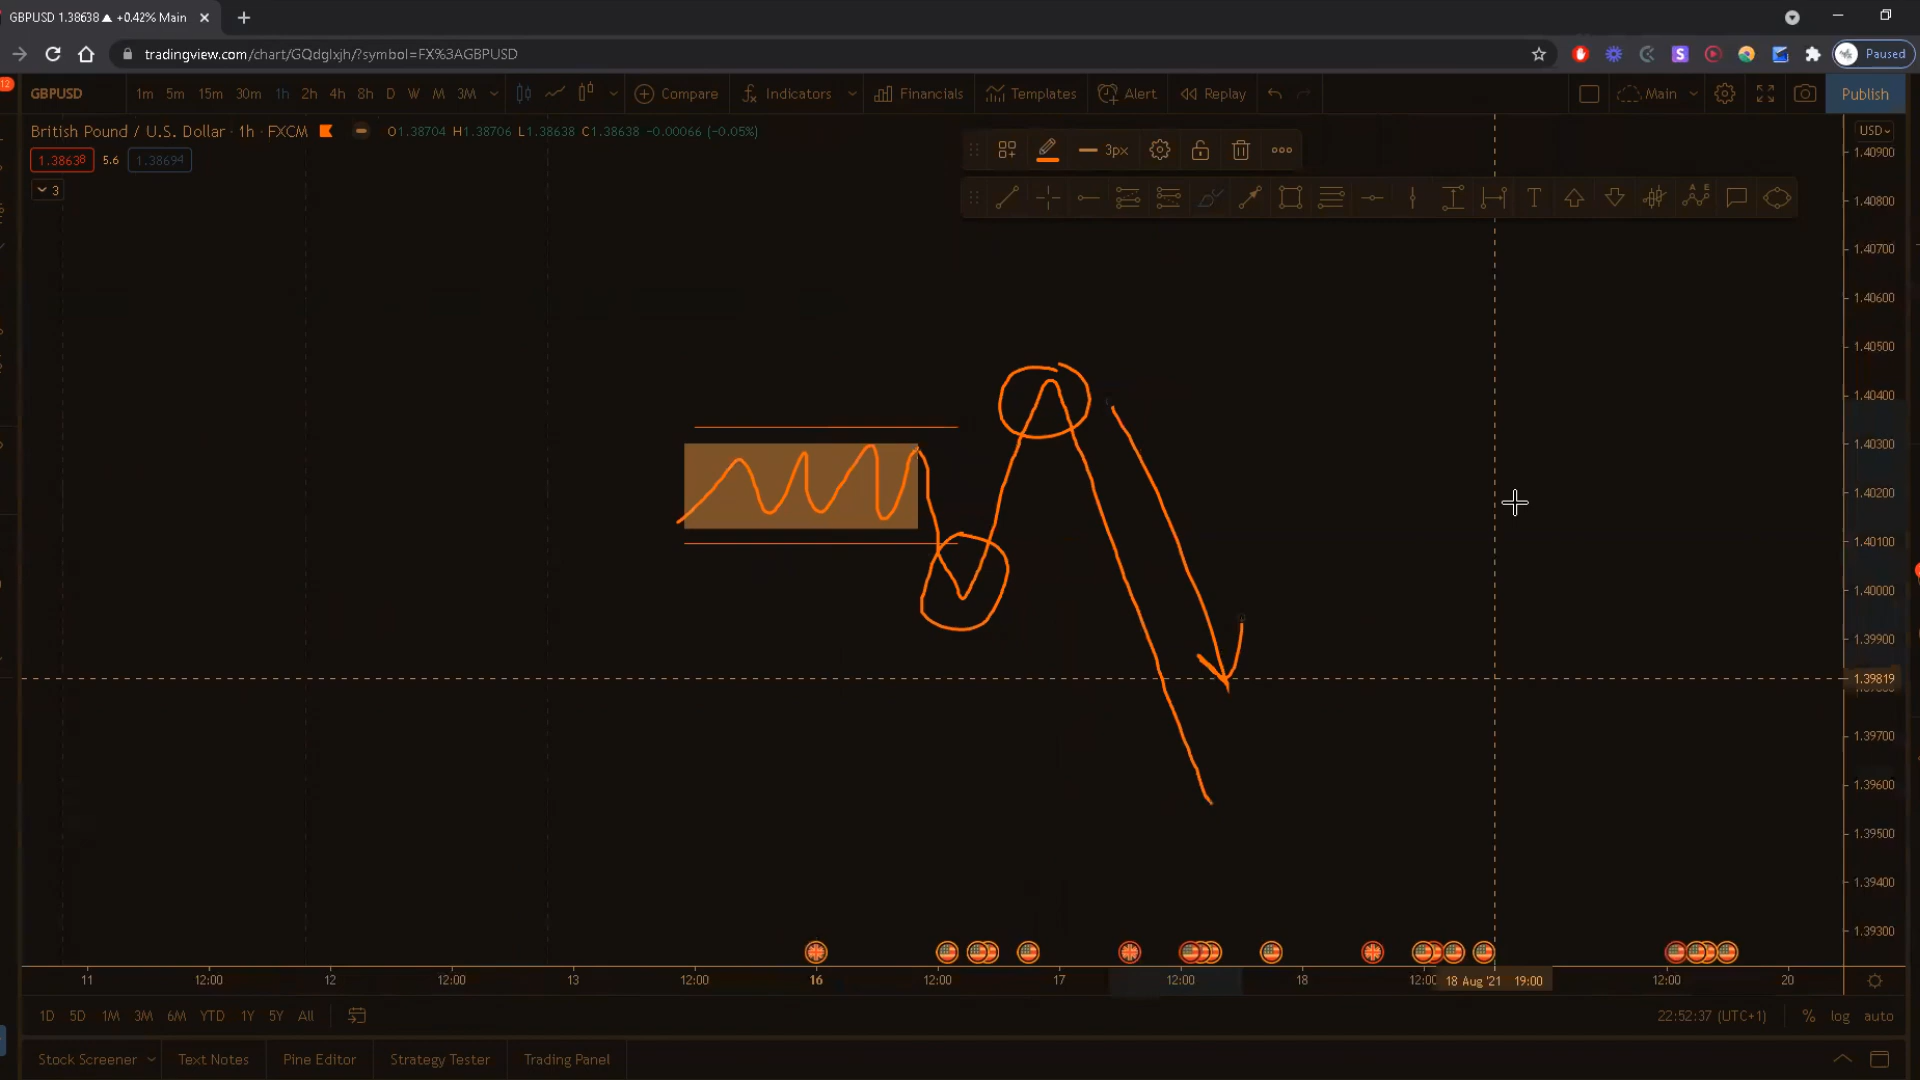 GBPUSD 1.38638 ▲ +0.42% Main
tradingview.com/chart/GQdglxjh/?symbol=FX%3AGBPUSD
Paused
12
GBPUSD 1m 5m 15m 30m 1h 2h 4h 8h D W M 3M Compare Indicators Financials Templates Alert Replay Main Publish
British Pound / U.S. Dollar · 1h · FXCM O1.38704 H1.38706 L1.38638 C1.38638 -0.00066 (-0.05%)
USD
1.38638 5.6 1.38694
3px
3
T
A E
1.40900
1.40800
1.40700
1.40600
1.40500
1.40400
1.40300
1.40200
1.40100
1.40000
1.39900
1.39819
1.39700
1.39600
1.39500
1.39400
1.39300
11 12:00 12 12:00 13 12:00 16 12:00 17 12:00 18 12:00 18 Aug '21 19:00 12:00 20
1D 5D 1M 3M 6M YTD 1Y 5Y All
22:52:37 (UTC+1) % log auto
Stock Screener Text Notes Pine Editor Strategy Tester Trading Panel